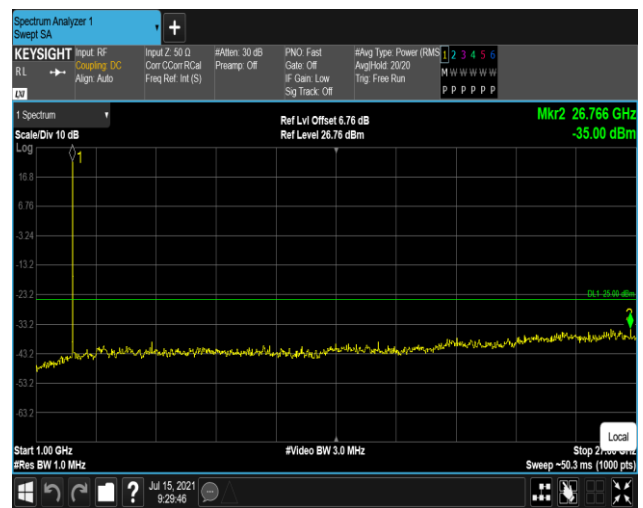 Spectrum Analyzer 1
Swept SA
+
KEYSIGHT Input: RF Input Z: 50 Ω #Atten: 30 dB PNO: Fast #Avg Type: Power (RMS 1 2 3 4 5 6
RL Coupling: DC Corr CCorr RCal Preamp: Off Gate: Off Avg|Hold: 20/20 M W W W W W
Align: Auto Freq Ref: Int (S) IF Gain: Low Trig: Free Run
LXI Sig Track: Off P P P P P P
1 Spectrum Ref Lvl Offset 6.76 dB Mkr2 26.766 GHz
Scale/Div 10 dB Ref Level 26.76 dBm -35.00 dBm
Log
1
16.8
6.76
-3.24
-13.2
-23.2
DL1 -25.00 dBm
2
-33.2
-43.2
-53.2
-63.2
Local
Start 1.00 GHz #Video BW 3.0 MHz Stop 27.00 GHz
#Res BW 1.0 MHz Sweep ~50.3 ms (1000 pts)
? Jul 15, 2021
9:29:46